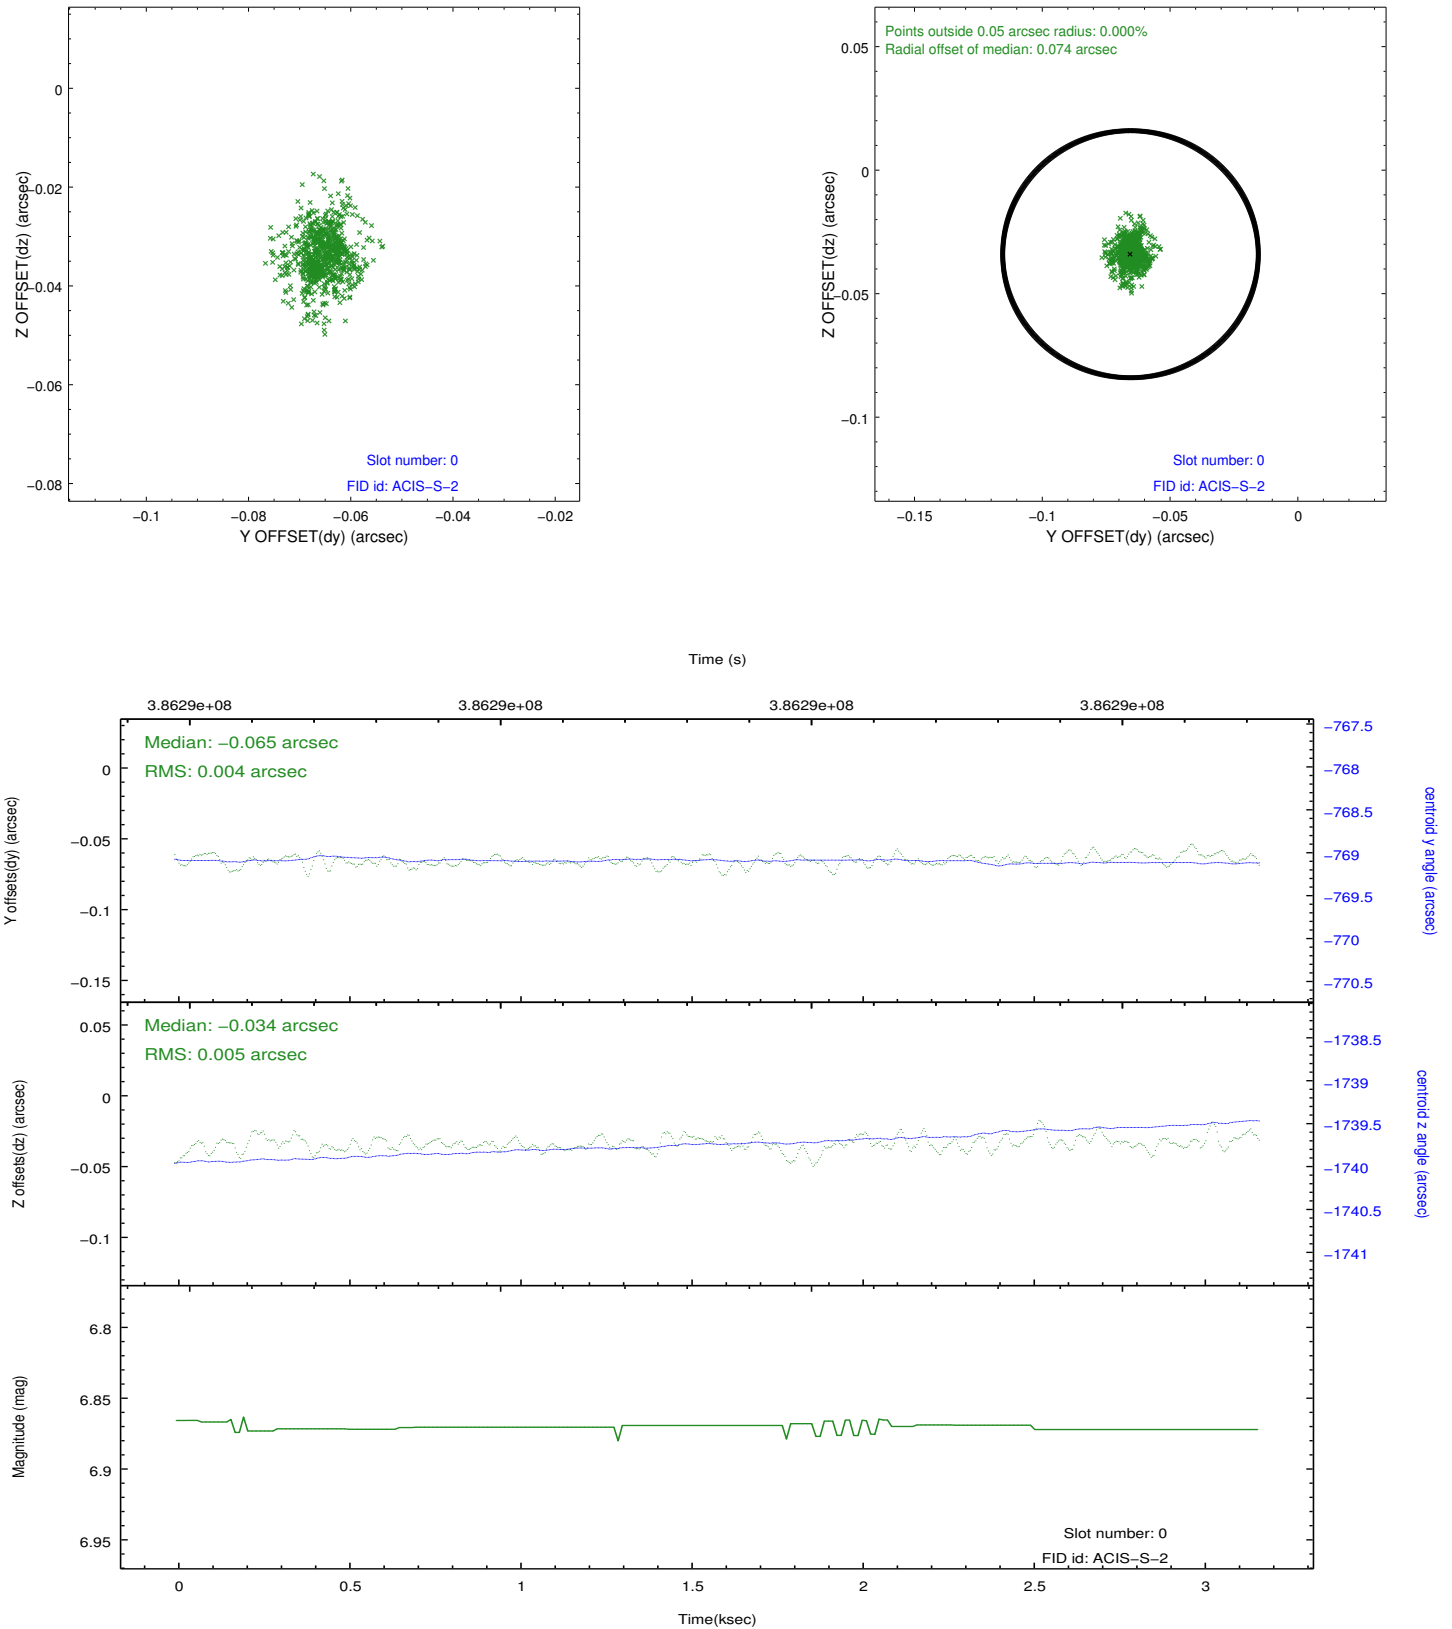 0
−0.02
−0.04
−0.06
−0.08
Z OFFSET(dz) (arcsec)
Slot number: 0
FID id: ACIS−S−2
−0.1
−0.08
−0.06
−0.04
−0.02
Y OFFSET(dy) (arcsec)
Points outside 0.05 arcsec radius: 0.000%
Radial offset of median: 0.074 arcsec
0.05
0
−0.05
−0.1
Z OFFSET(dz) (arcsec)
Slot number: 0
FID id: ACIS−S−2
−0.15
−0.1
−0.05
0
Y OFFSET(dy) (arcsec)
Time (s)
3.8629e+08
3.8629e+08
3.8629e+08
3.8629e+08
Median: −0.065 arcsec
RMS: 0.004 arcsec
0
−0.05
−0.1
−0.15
Y offsets(dy) (arcsec)
−767.5
−768
−768.5
−769
−769.5
−770
−770.5
centroid y angle (arcsec)
Median: −0.034 arcsec
RMS: 0.005 arcsec
0.05
0
−0.05
−0.1
Z offsets(dz) (arcsec)
−1738.5
−1739
−1739.5
−1740
−1740.5
−1741
centroid z angle (arcsec)
6.8
6.85
6.9
6.95
Magnitude (mag)
Slot number: 0
FID id: ACIS−S−2
0
0.5
1
1.5
2
2.5
3
Time(ksec)